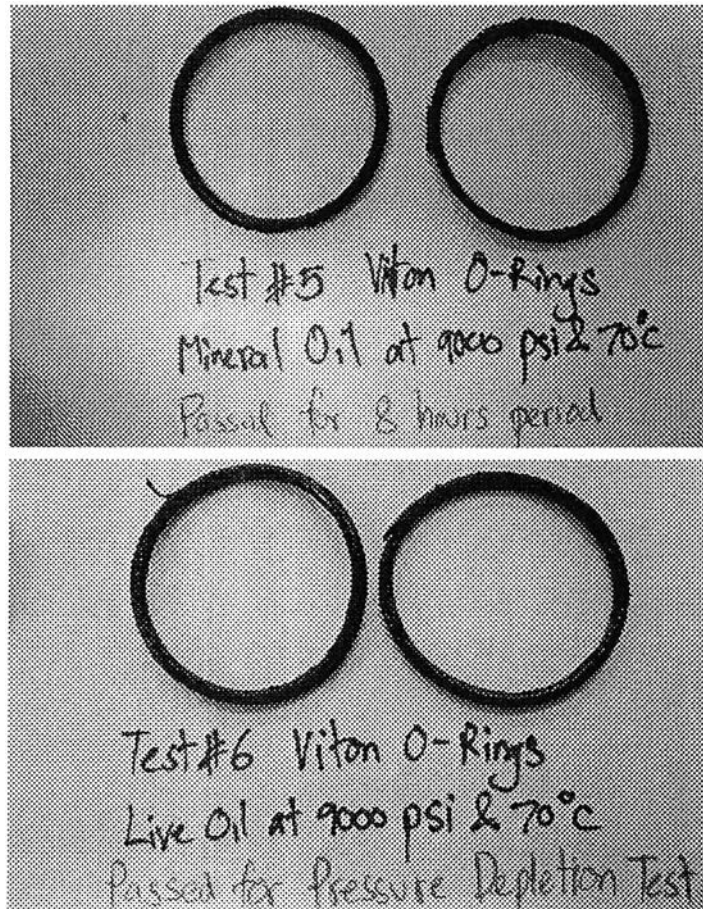 Test #5 Viton O-Rings
Mineral Oil at 9000 psi & 70°C
Passed for 8 hours period
Test #6 Viton O-Rings
Live Oil at 9000 psi & 70°C
Passed for Pressure Depletion Test